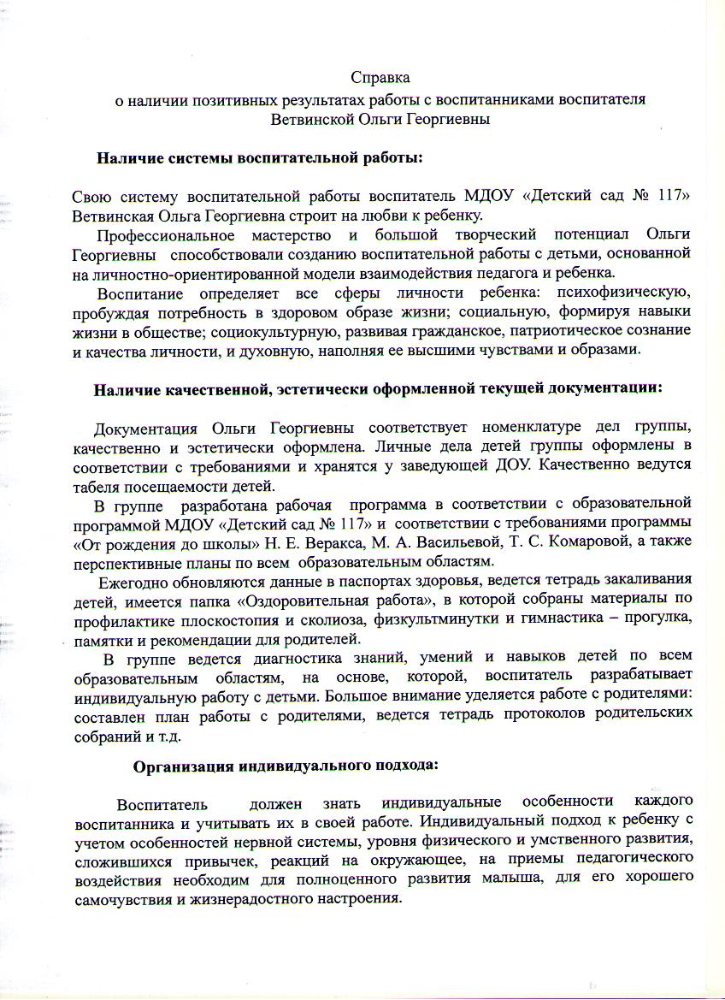 Справка
о наличии позитивных результатах работы с воспитанниками воспитателя
Ветвинской Ольги Георгиевны
Наличие системы воспитательной работы:
Свою систему воспитательной работы воспитатель МДОУ «Детский сад № 117»
Ветвинская Ольга Георгиевна строит на любви к ребенку.
Профессиональное мастерство и большой творческий потенциал Ольги
Георгиевны способствовали созданию воспитательной работы с детьми, основанной
на личностно-ориентированной модели взаимодействия педагога и ребенка.
Воспитание определяет все сферы личности ребенка: психофизическую,
пробуждая потребность в здоровом образе жизни; социальную, формируя навыки
жизни в обществе; социокультурную, развивая гражданское, патриотическое сознание
и качества личности, и духовную, наполняя ее высшими чувствами и образами.
Наличие качественной, эстетически оформленной текущей документации:
Документация Ольги Георгиевны соответствует номенклатуре дел группы,
качественно и эстетически оформлена. Личные дела детей группы оформлены в
соответствии с требованиями и хранятся у заведующей ДОУ. Качественно ведутся
табеля посещаемости детей.
В группе разработана рабочая программа в соответствии с образовательной
программой МДОУ «Детский сад № 117» и соответствии с требованиями программы
«От рождения до школы» Н. Е. Веракса, М. А. Васильевой, Т. С. Комаровой, а также
перспективные планы по всем образовательным областям.
Ежегодно обновляются данные в паспортах здоровья, ведется тетрадь закаливания
детей, имеется папка «Оздоровительная работа», в которой собраны материалы по
профилактике плоскостопия и сколиоза, физкультминутки и гимнастика – прогулка,
памятки и рекомендации для родителей.
В группе ведется диагностика знаний, умений и навыков детей по всем
образовательным областям, на основе, которой, воспитатель разрабатывает
индивидуальную работу с детьми. Большое внимание уделяется работе с родителями:
составлен план работы с родителями, ведется тетрадь протоколов родительских
собраний и т.д.
Организация индивидуального подхода:
Воспитатель должен знать индивидуальные особенности каждого
воспитанника и учитывать их в своей работе. Индивидуальный подход к ребенку с
учетом особенностей нервной системы, уровня физического и умственного развития,
сложившихся привычек, реакций на окружающее, на приемы педагогического
воздействия необходим для полноценного развития малыша, для его хорошего
самочувствия и жизнерадостного настроения.